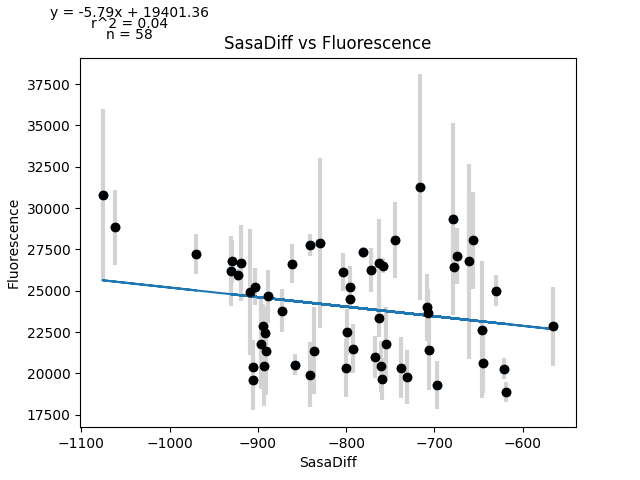 y = -5.79x + 19401.36
r^2 = 0.04
n = 58
SasaDiff vs Fluorescence
Fluorescence
37500
35000
32500
30000
27500
25000
22500
20000
17500
−1100
−1000
−900
−800
−700
−600
SasaDiff